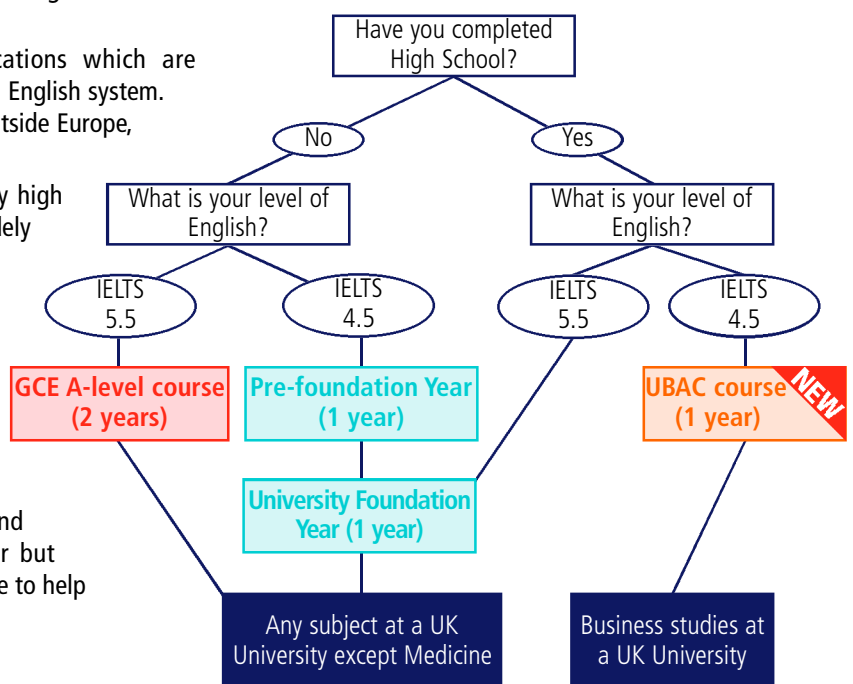 cations which are
English system.
tside Europe,
y high
lely
nd
r but
e to help
Have you completed
High School?
No
Yes
What is your level of
English?
What is your level of
English?
IELTS
5.5
IELTS
4.5
IELTS
5.5
IELTS
4.5
GCE A-level course
(2 years)
Pre-foundation Year
(1 year)
UBAC course
(1 year)
NEW
University Foundation
Year (1 year)
Any subject at a UK
University except Medicine
Business studies at
a UK University